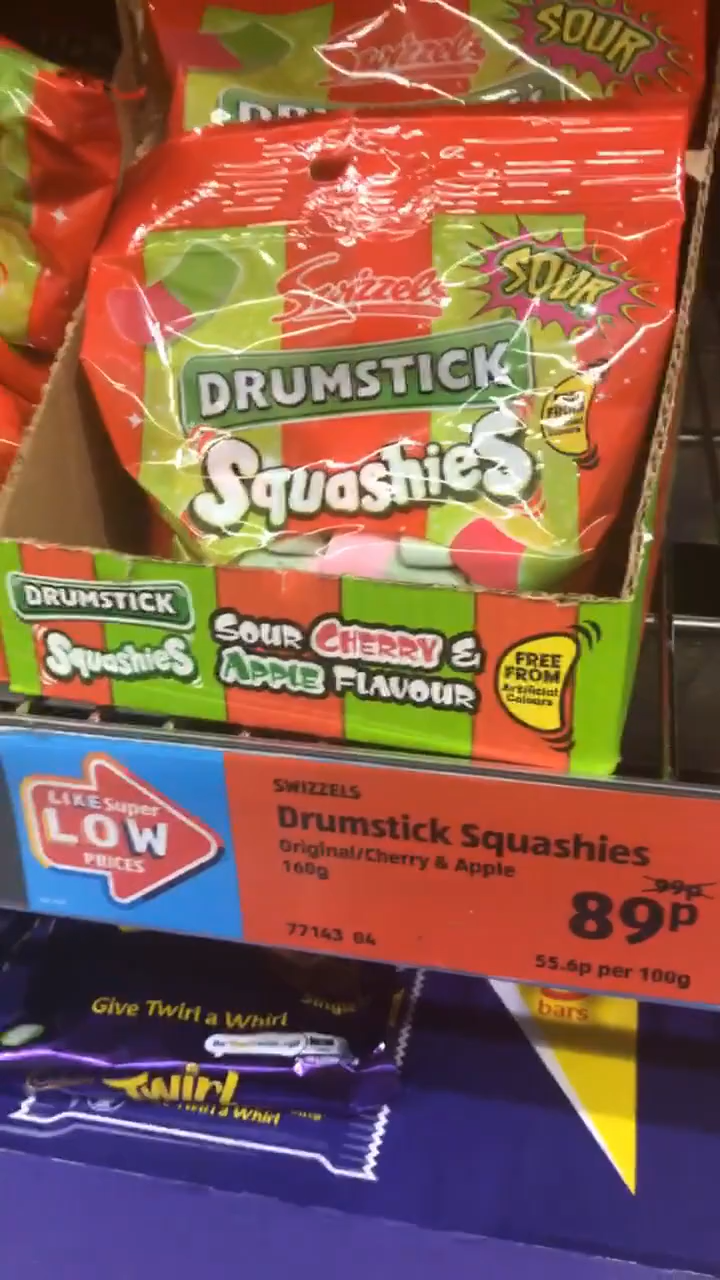 Swizzels
SOUR
DRUMSTICK
Swizzels
SOUR
DRUMSTICK
SquashieS
DRUMSTICK
SquashieS
SOUR CHERRY &
APPLE FLAVOUR
FREE
FROM
Artificial
Colours
LIKE Super
LOW
PRICES
SWIZZELS
Drumstick Squashies
Original/Cherry & Apple
160g
99p
89p
77143 04
55.6p per 100g
Give Twirl a Whirl
Twirl
bars